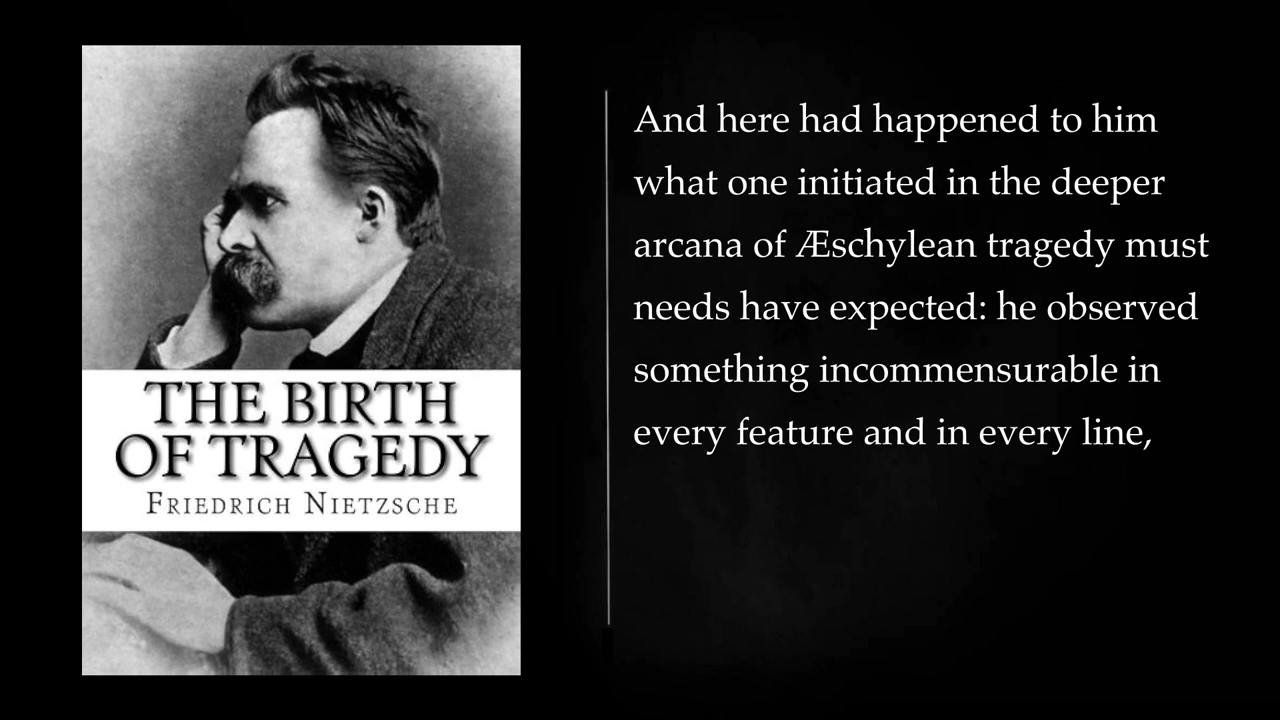 THE BIRTH
OF TRAGEDY
FRIEDRICH NIETZSCHE
And here had happened to him
what one initiated in the deeper
arcana of Æschylean tragedy must
needs have expected: he observed
something incommensurable in
every feature and in every line,